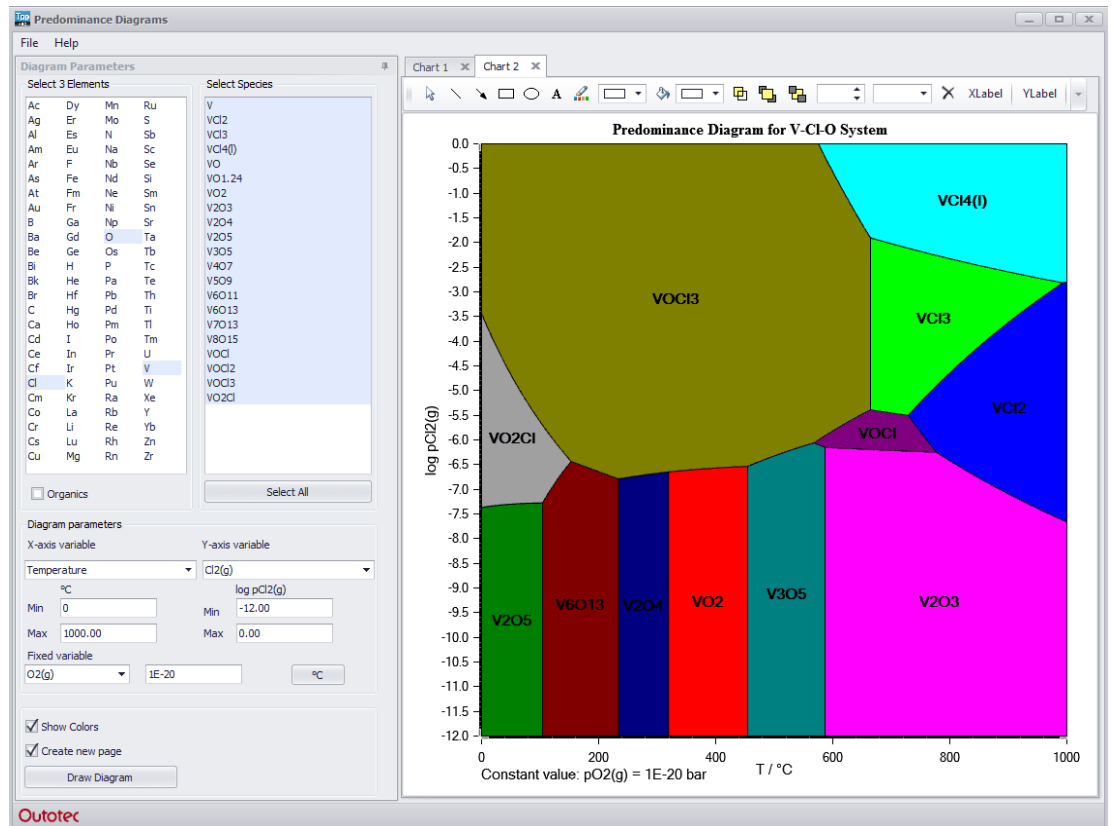 Predominance Diagrams
File Help
Diagram Parameters
Select 3 Elements
Ac Dy Mn Ru
Ag Er Mo S
Al Es N Sb
Am Eu Na Sc
Ar F Nb Se
As Fe Nd Si
At Fm Ne Sm
Au Fr Ni Sn
B Ga Np Sr
Ba Gd O Ta
Be Ge Os Tb
Bi H P Tc
Bk He Pa Te
Br Hf Pb Th
C Hg Pd Ti
Ca Ho Pm Tl
Cd I Po Tm
Ce In Pr U
Cf Ir Pt V
Cl K Pu W
Cm Kr Ra Xe
Co La Rb Y
Cr Li Re Yb
Cs Lu Rh Zn
Cu Mg Rn Zr
Organics
Select Species
V
VCl2
VCl3
VCl4(l)
VO
VO1.24
VO2
V2O3
V2O4
V2O5
V3O5
V4O7
V5O9
V6O11
V6O13
V7O13
V8O15
VOCl
VOCl2
VOCl3
VO2Cl
Select All
Diagram parameters
X-axis variable Y-axis variable
Temperature Cl2(g)
°C log pCl2(g)
Min 0 Min -12.00
Max 1000.00 Max 0.00
Fixed variable
O2(g) 1E-20 °C
Show Colors
Create new page
Draw Diagram
Chart 1 Chart 2
A XLabel YLabel
Predominance Diagram for V-Cl-O System
log pCl2(g)
0.0
-0.5
-1.0
-1.5
-2.0
-2.5
-3.0
-3.5
-4.0
-4.5
-5.0
-5.5
-6.0
-6.5
-7.0
-7.5
-8.0
-8.5
-9.0
-9.5
-10.0
-10.5
-11.0
-11.5
-12.0
VCl4(l)
VOCl3
VCl3
VCl2
VOCl
VO2Cl
V2O5
V6O13
V2O4
VO2
V3O5
V2O3
0 200 400 600 800 1000
T / °C
Constant value: pO2(g) = 1E-20 bar
Outotec